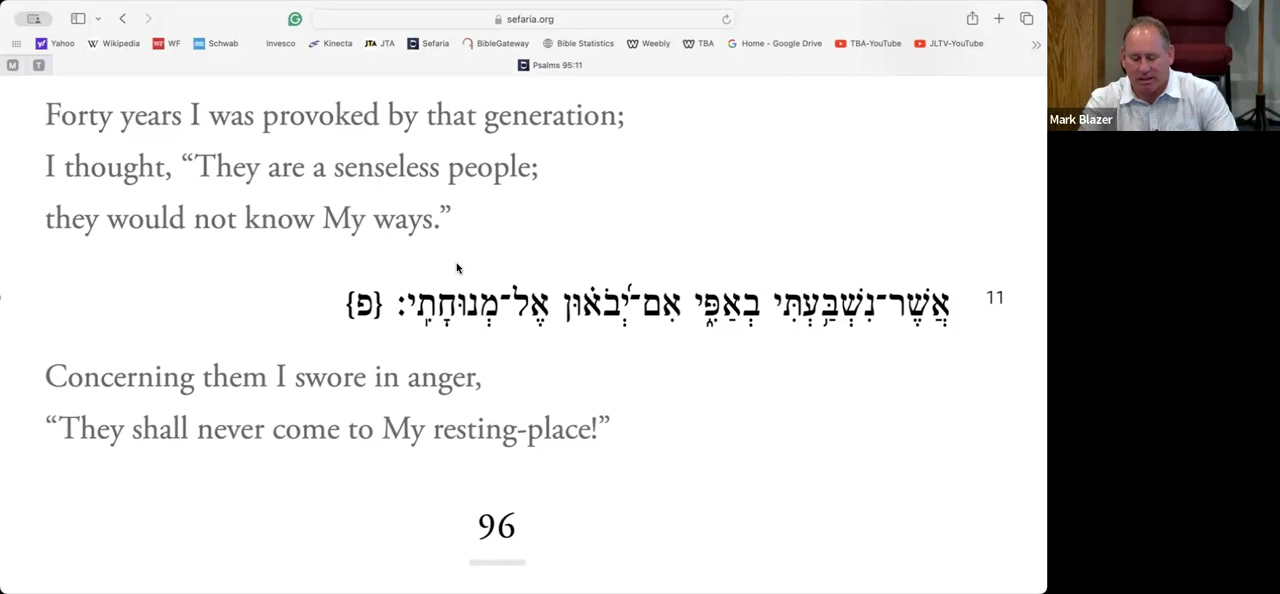 sefaria.org
Yahoo Wikipedia WF Schwab Invesco Kinecta JTA Sefaria BibleGateway Bible Statistics Weebly TBA Home - Google Drive TBA-YouTube JLTV-YouTube
M T Psalms 95:11
Forty years I was provoked by that generation;
I thought, “They are a senseless people;
they would not know My ways.”
11 אֲשֶׁר־נִשְׁבַּ֥עְתִּי בְאַפִּ֑י אִם־יְ֝בֹא֗וּן אֶל־מְנוּחָתִֽי׃ {פ}
Concerning them I swore in anger,
“They shall never come to My resting-place!”
96
Mark Blazer